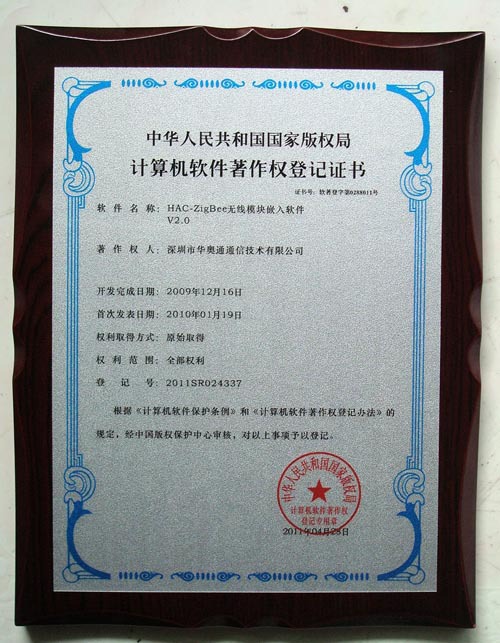 中华人民共和国国家版权局
计算机软件著作权登记证书
证书号：软著登字第0288011号
软件名称：HAC-ZigBee无线模块嵌入软件
V2.0
著作权人：深圳市华奥通通信技术有限公司
开发完成日期：2009年12月16日
首次发表日期：2010年01月19日
权利取得方式：原始取得
权利范围：全部权利
登记号：2011SR024337
根据《计算机软件保护条例》和《计算机软件著作权登记办法》的
规定，经中国版权保护中心审核，对以上事项予以登记。
中华人民共和国国家版权局
计算机软件著作权
登记专用章
2011年04月28日